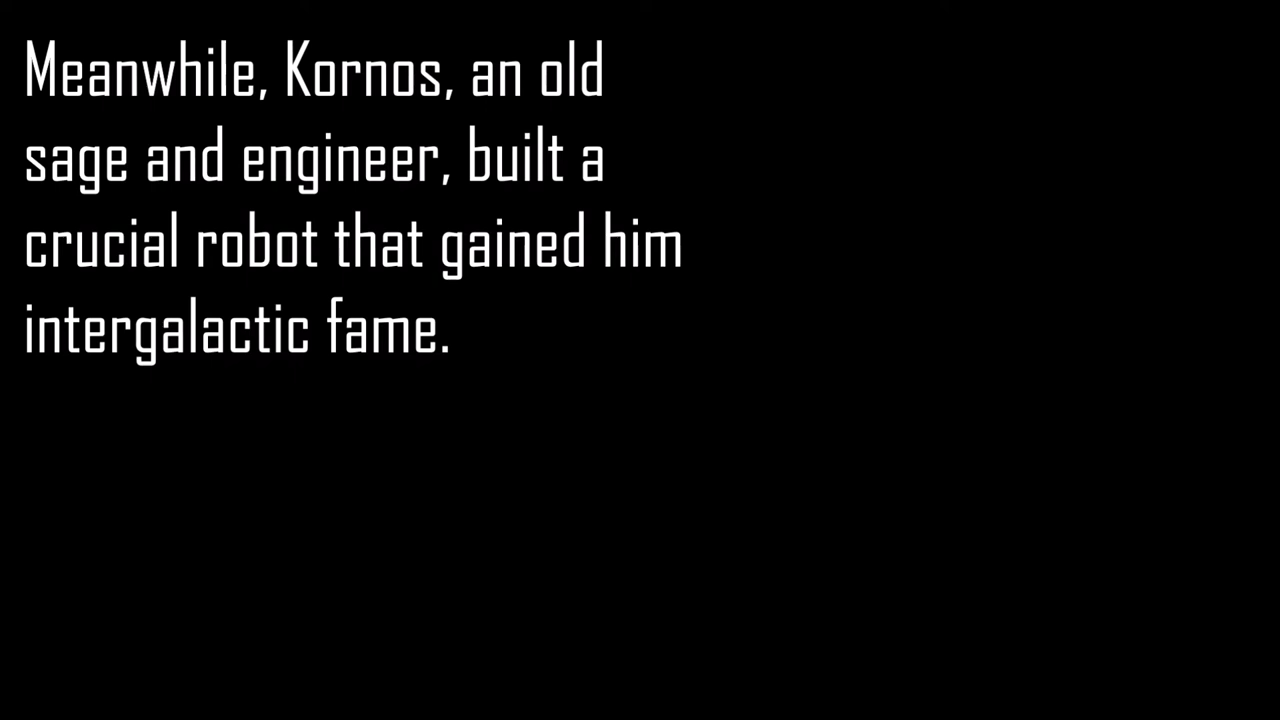 Meanwhile, Kornos, an old
sage and engineer, built a
crucial robot that gained him
intergalactic fame.